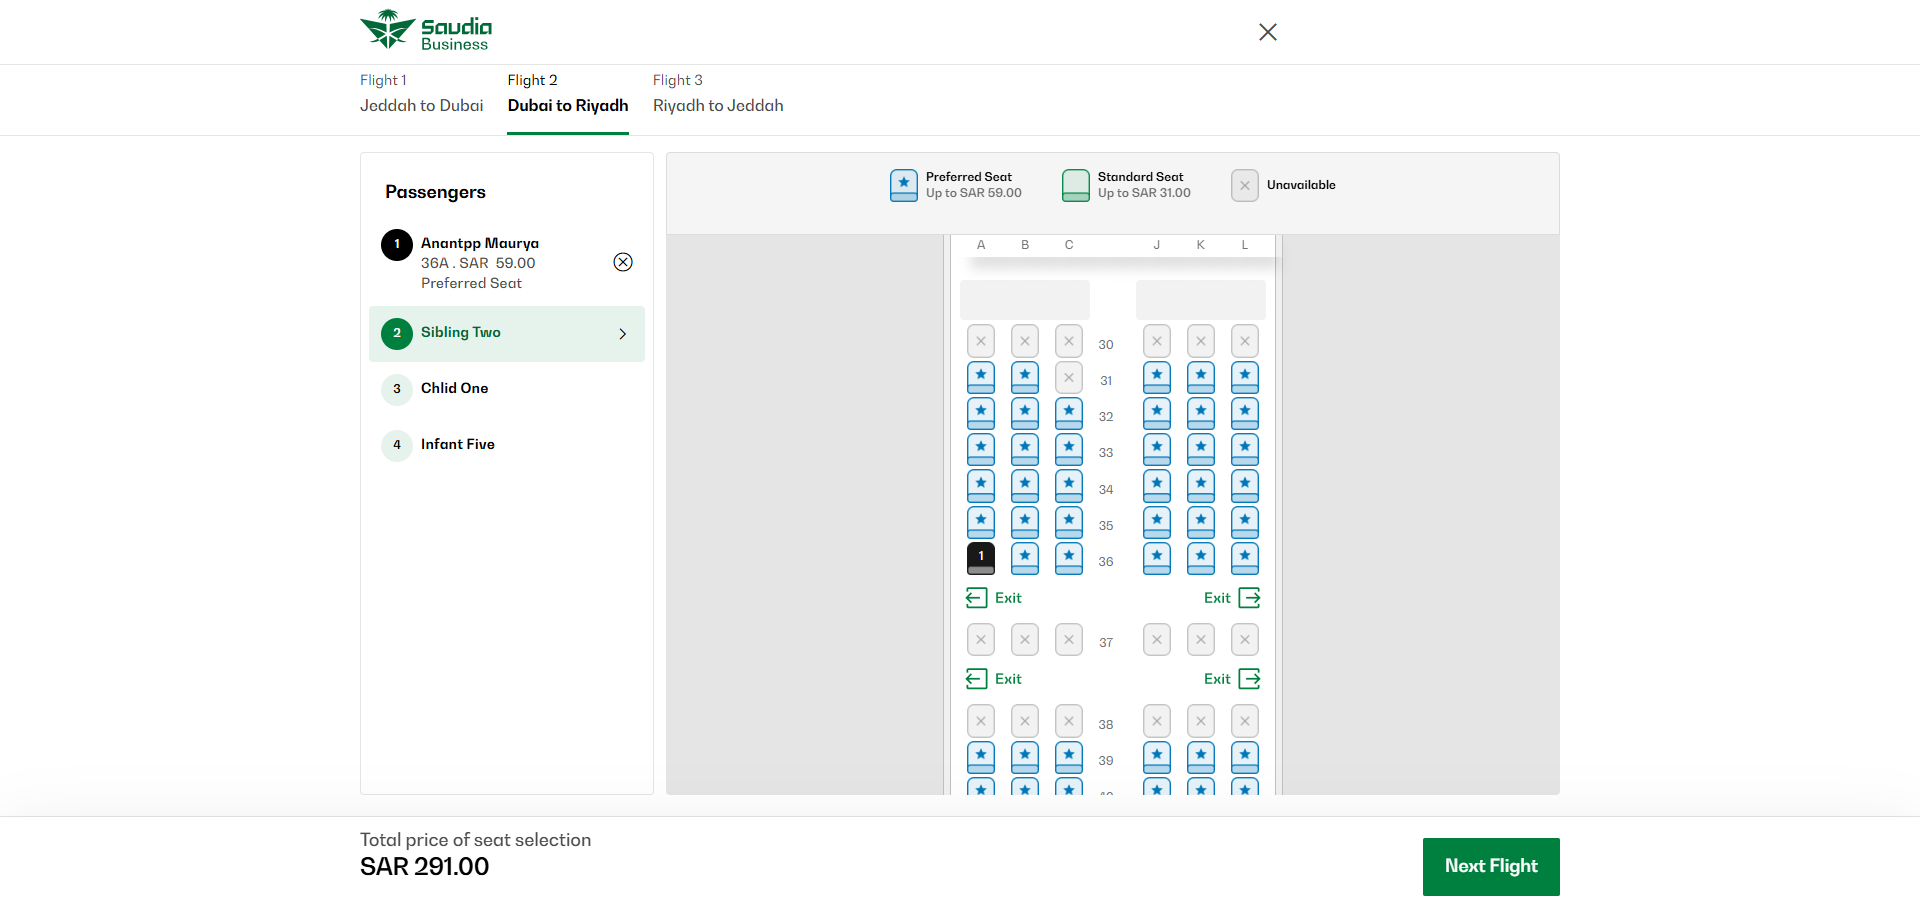 Saudia
Business
Flight 1
Jeddah to Dubai
Flight 2
Dubai to Riyadh
Flight 3
Riyadh to Jeddah
Passengers
1
Anantpp Maurya
36A . SAR 59.00
Preferred Seat
2
Sibling Two
3
Chlid One
4
Infant Five
Preferred Seat
Up to SAR 59.00
Standard Seat
Up to SAR 31.00
Unavailable
A B C J K L
30
31
32
33
34
35
1 36
Exit Exit
37
Exit Exit
38
39
Total price of seat selection
SAR 291.00
Next Flight